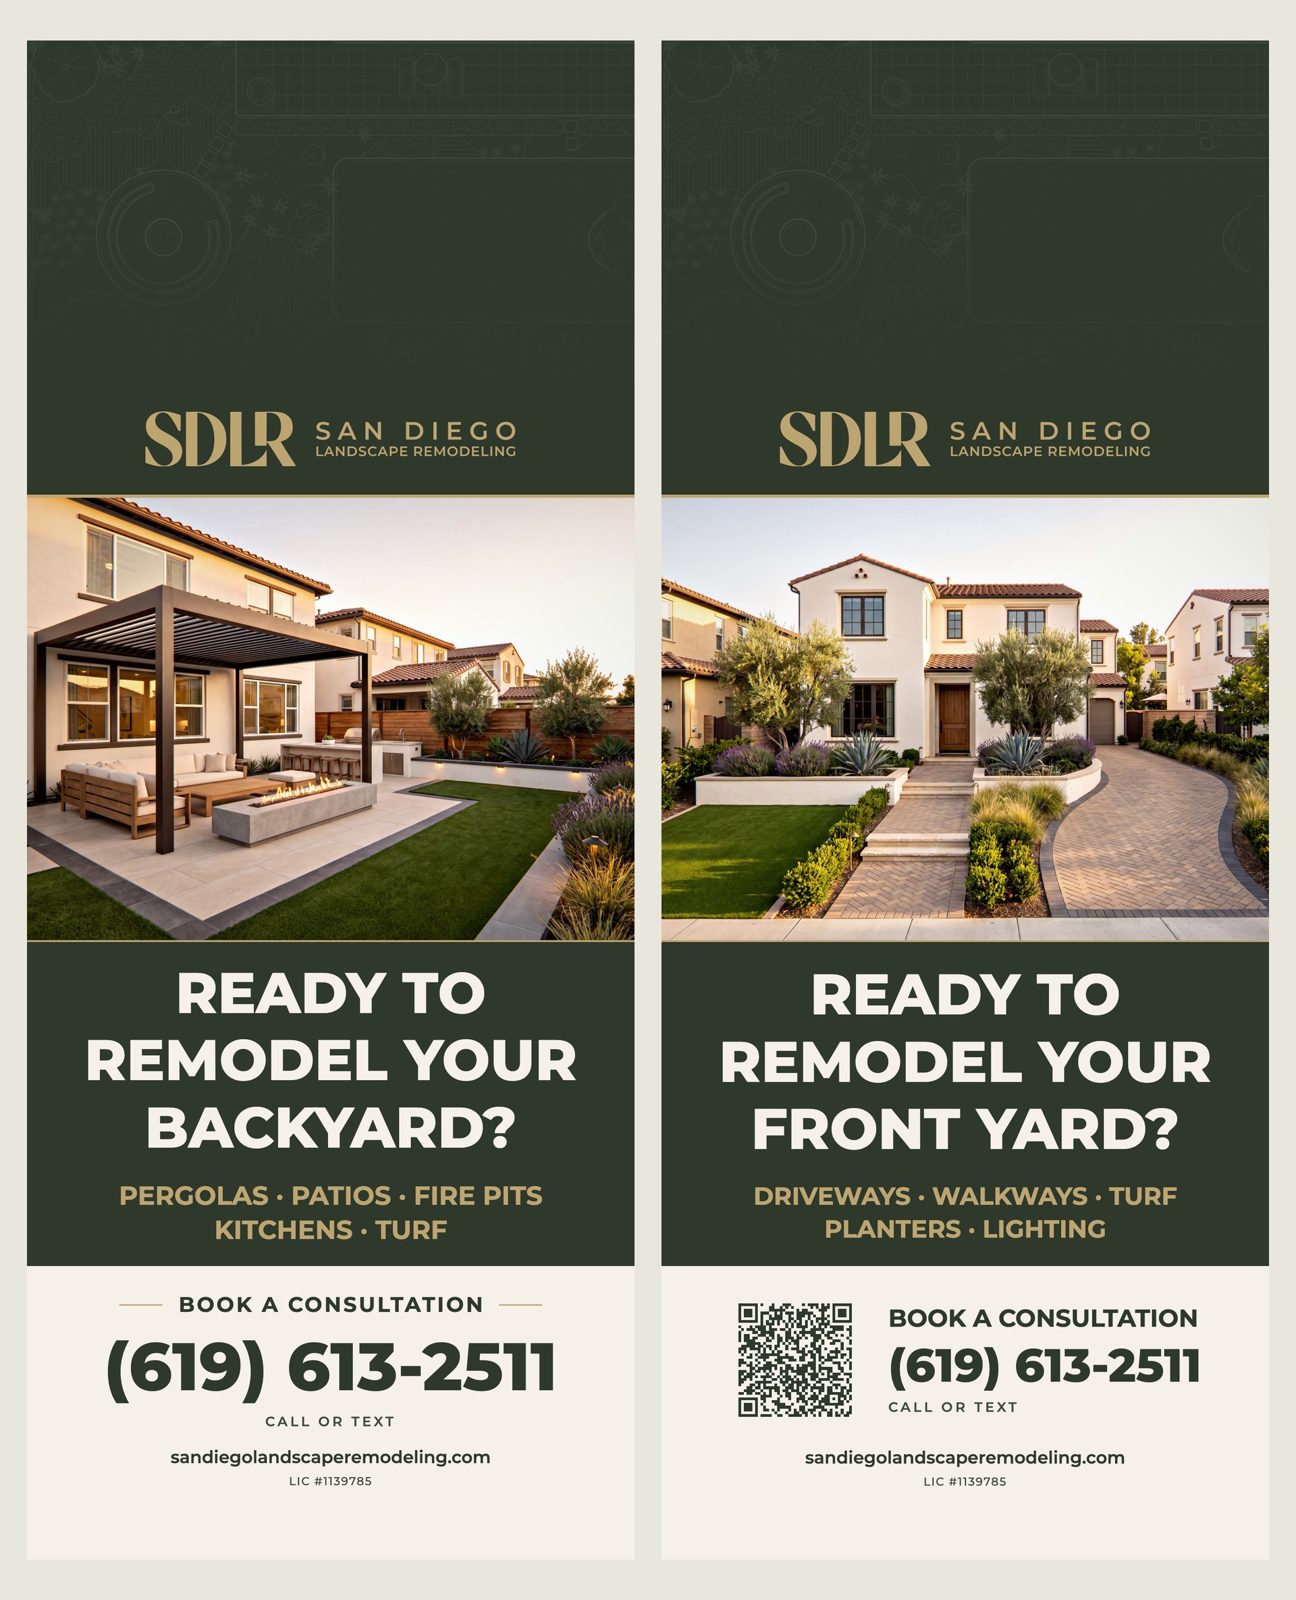 SDLR SAN DIEGO
LANDSCAPE REMODELING
READY TO
REMODEL YOUR
BACKYARD?
PERGOLAS · PATIOS · FIRE PITS
KITCHENS · TURF
BOOK A CONSULTATION
(619) 613-2511
CALL OR TEXT
sandiegolandscaperemodeling.com
LIC #1139785
SDLR SAN DIEGO
LANDSCAPE REMODELING
READY TO
REMODEL YOUR
FRONT YARD?
DRIVEWAYS · WALKWAYS · TURF
PLANTERS · LIGHTING
BOOK A CONSULTATION
(619) 613-2511
CALL OR TEXT
sandiegolandscaperemodeling.com
LIC #1139785